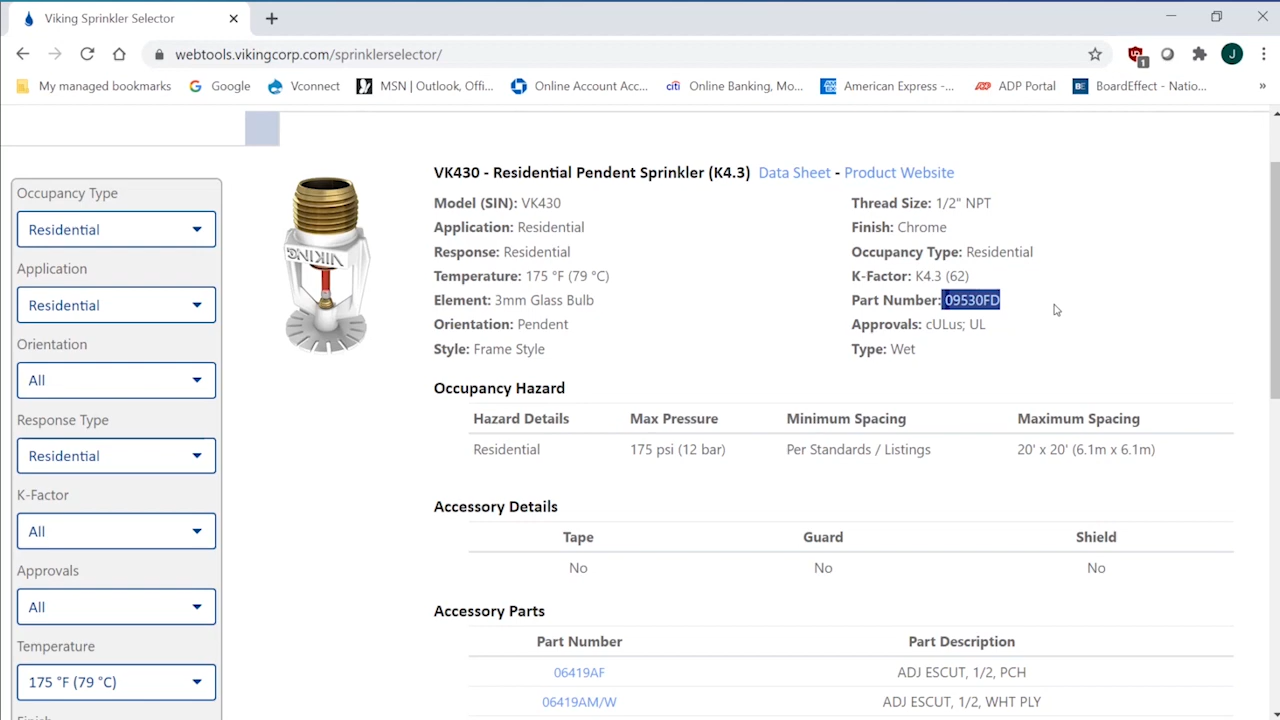 Viking Sprinkler Selector
webtools.vikingcorp.com/sprinklerselector/
1
J
My managed bookmarks
Google
Vconnect
MSN | Outlook, Offi...
Online Account Acc...
citi
Online Banking, Mo...
AM
EX
American Express -...
ADP Portal
BE
BoardEffect - Natio...
»
Occupancy Type
Residential
Application
Residential
Orientation
All
Response Type
Residential
K-Factor
All
Approvals
All
Temperature
175 °F (79 °C)
VIKING
VK430 - Residential Pendent Sprinkler (K4.3) Data Sheet - Product Website
Model (SIN): VK430
Application: Residential
Response: Residential
Temperature: 175 °F (79 °C)
Element: 3mm Glass Bulb
Orientation: Pendent
Style: Frame Style
Thread Size: 1/2" NPT
Finish: Chrome
Occupancy Type: Residential
K-Factor: K4.3 (62)
Part Number: 09530FD
Approvals: cULus; UL
Type: Wet
Occupancy Hazard
Hazard Details Max Pressure Minimum Spacing Maximum Spacing
Residential 175 psi (12 bar) Per Standards / Listings 20' x 20' (6.1m x 6.1m)
Accessory Details
Tape Guard Shield
No No No
Accessory Parts
Part Number Part Description
06419AF ADJ ESCUT, 1/2, PCH
06419AM/W ADJ ESCUT, 1/2, WHT PLY